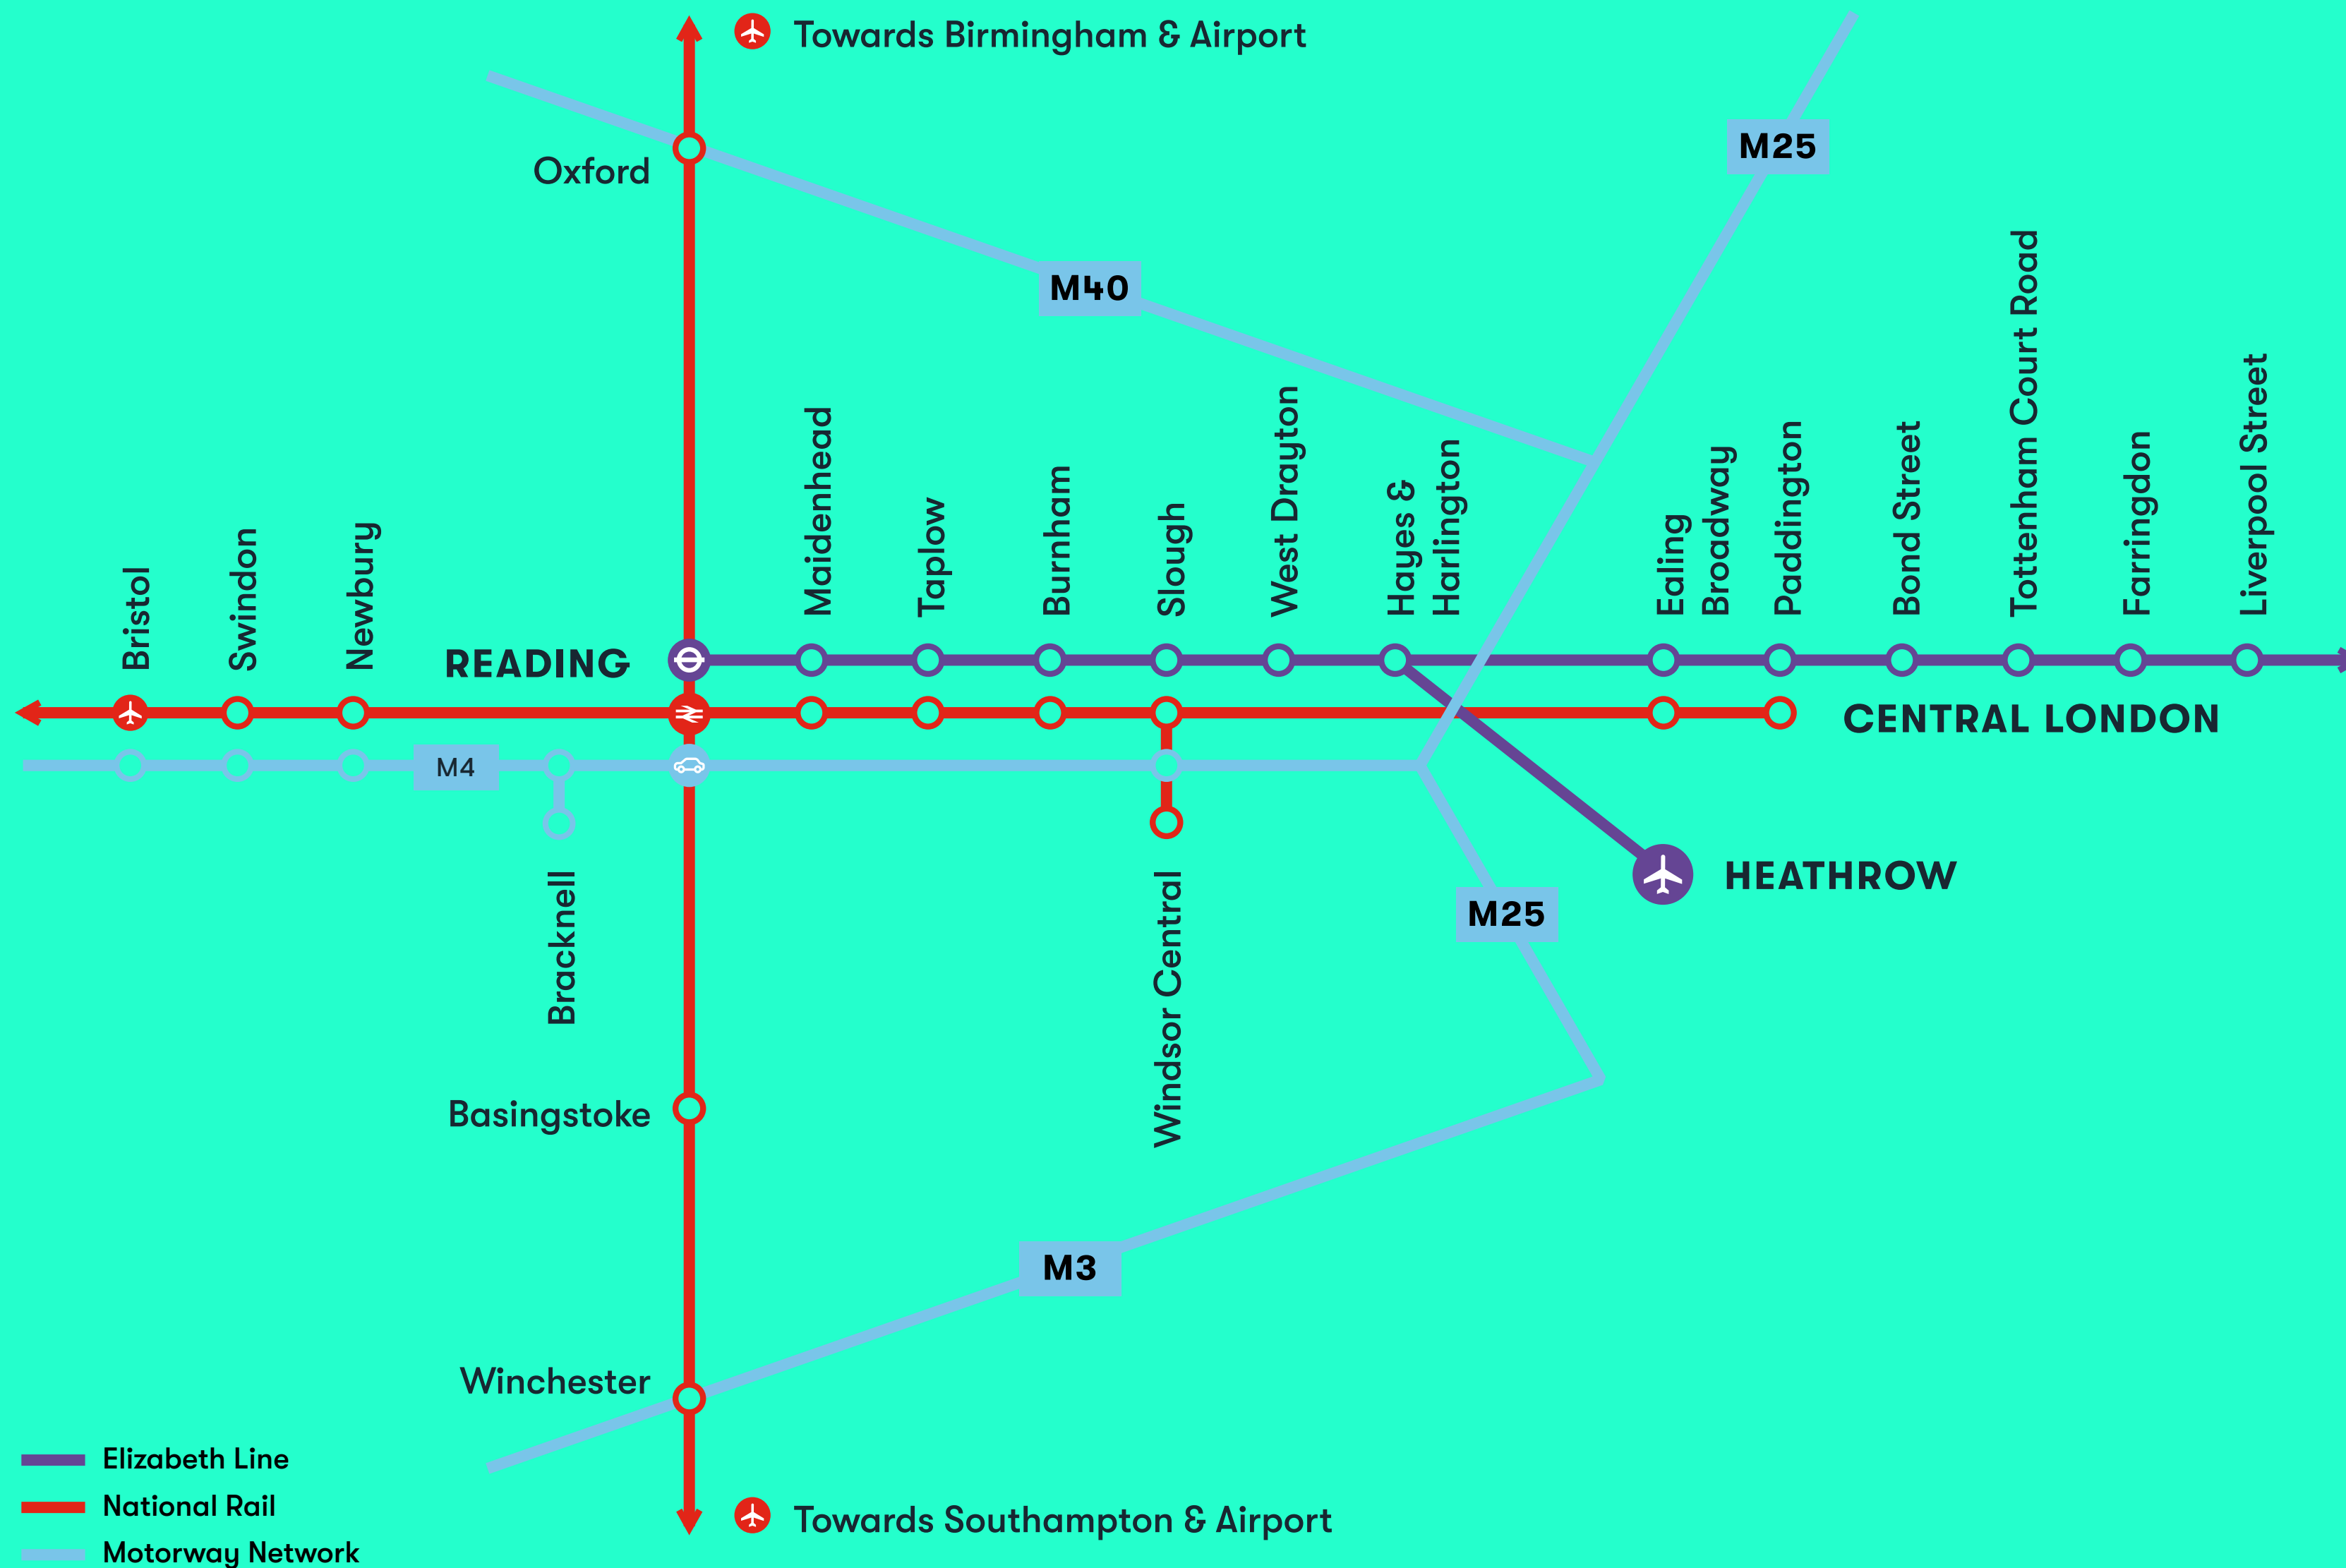 Towards Birmingham & Airport
M25
Oxford
M40
Bristol
Swindon
Newbury
READING
Maidenhead
Taplow
Burnham
Slough
West Drayton
Hayes &
Harlington
Ealing
Broadway
Paddington
Bond Street
Tottenham Court Road
Farringdon
Liverpool Street
CENTRAL LONDON
M4
HEATHROW
M25
Bracknell
Windsor Central
Basingstoke
M3
Winchester
Elizabeth Line
National Rail
Motorway Network
Towards Southampton & Airport